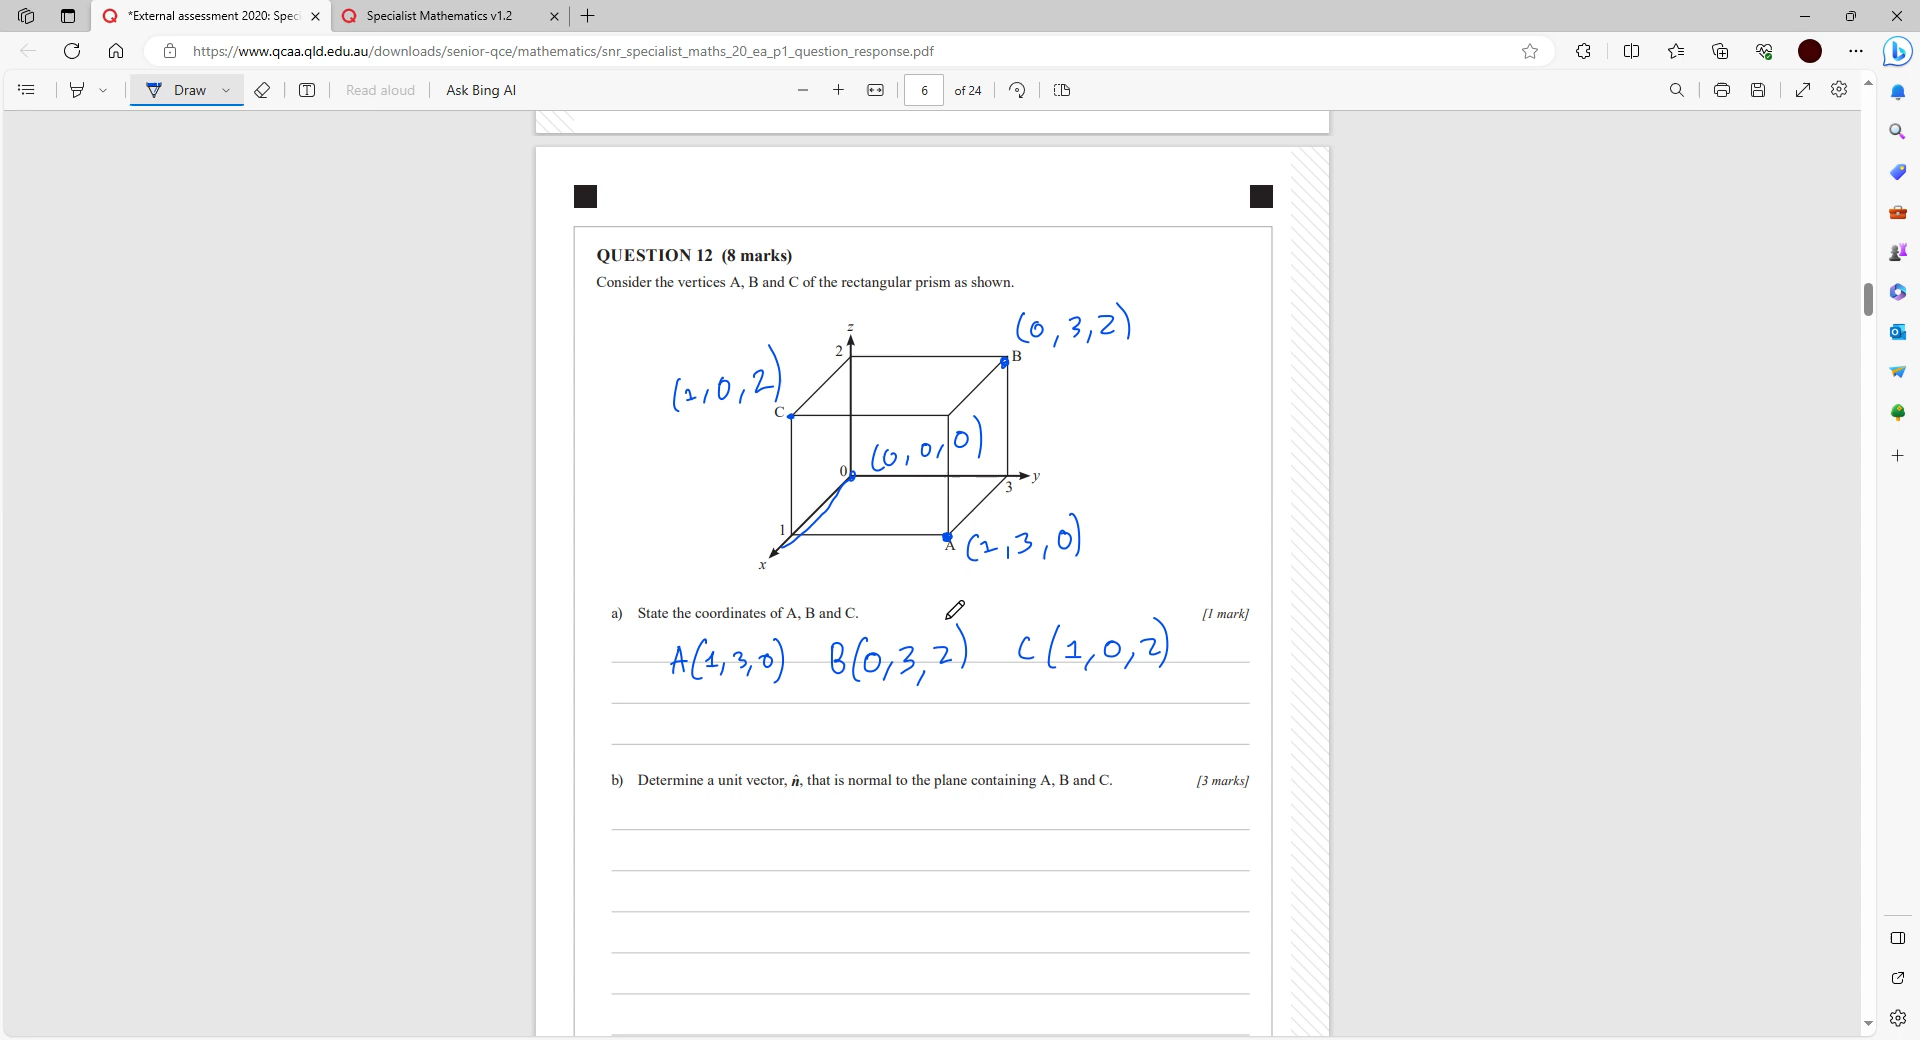 *External assessment 2020: Spec
Specialist Mathematics v1.2
https://www.qcaa.qld.edu.au/downloads/senior-qce/mathematics/snr_specialist_maths_20_ea_p1_question_response.pdf
Draw
Read aloud
Ask Bing AI
6 of 24
QUESTION 12 (8 marks)
Consider the vertices A, B and C of the rectangular prism as shown.
(0,3,2)
z
2
B
(1,0,2)
C
(0,0,0)
0
y
3
1
A (1,3,0)
x
a) State the coordinates of A, B and C. [1 mark]
A(1,3,0) B(0,3,2) C(1,0,2)
b) Determine a unit vector, n̂, that is normal to the plane containing A, B and C. [3 marks]